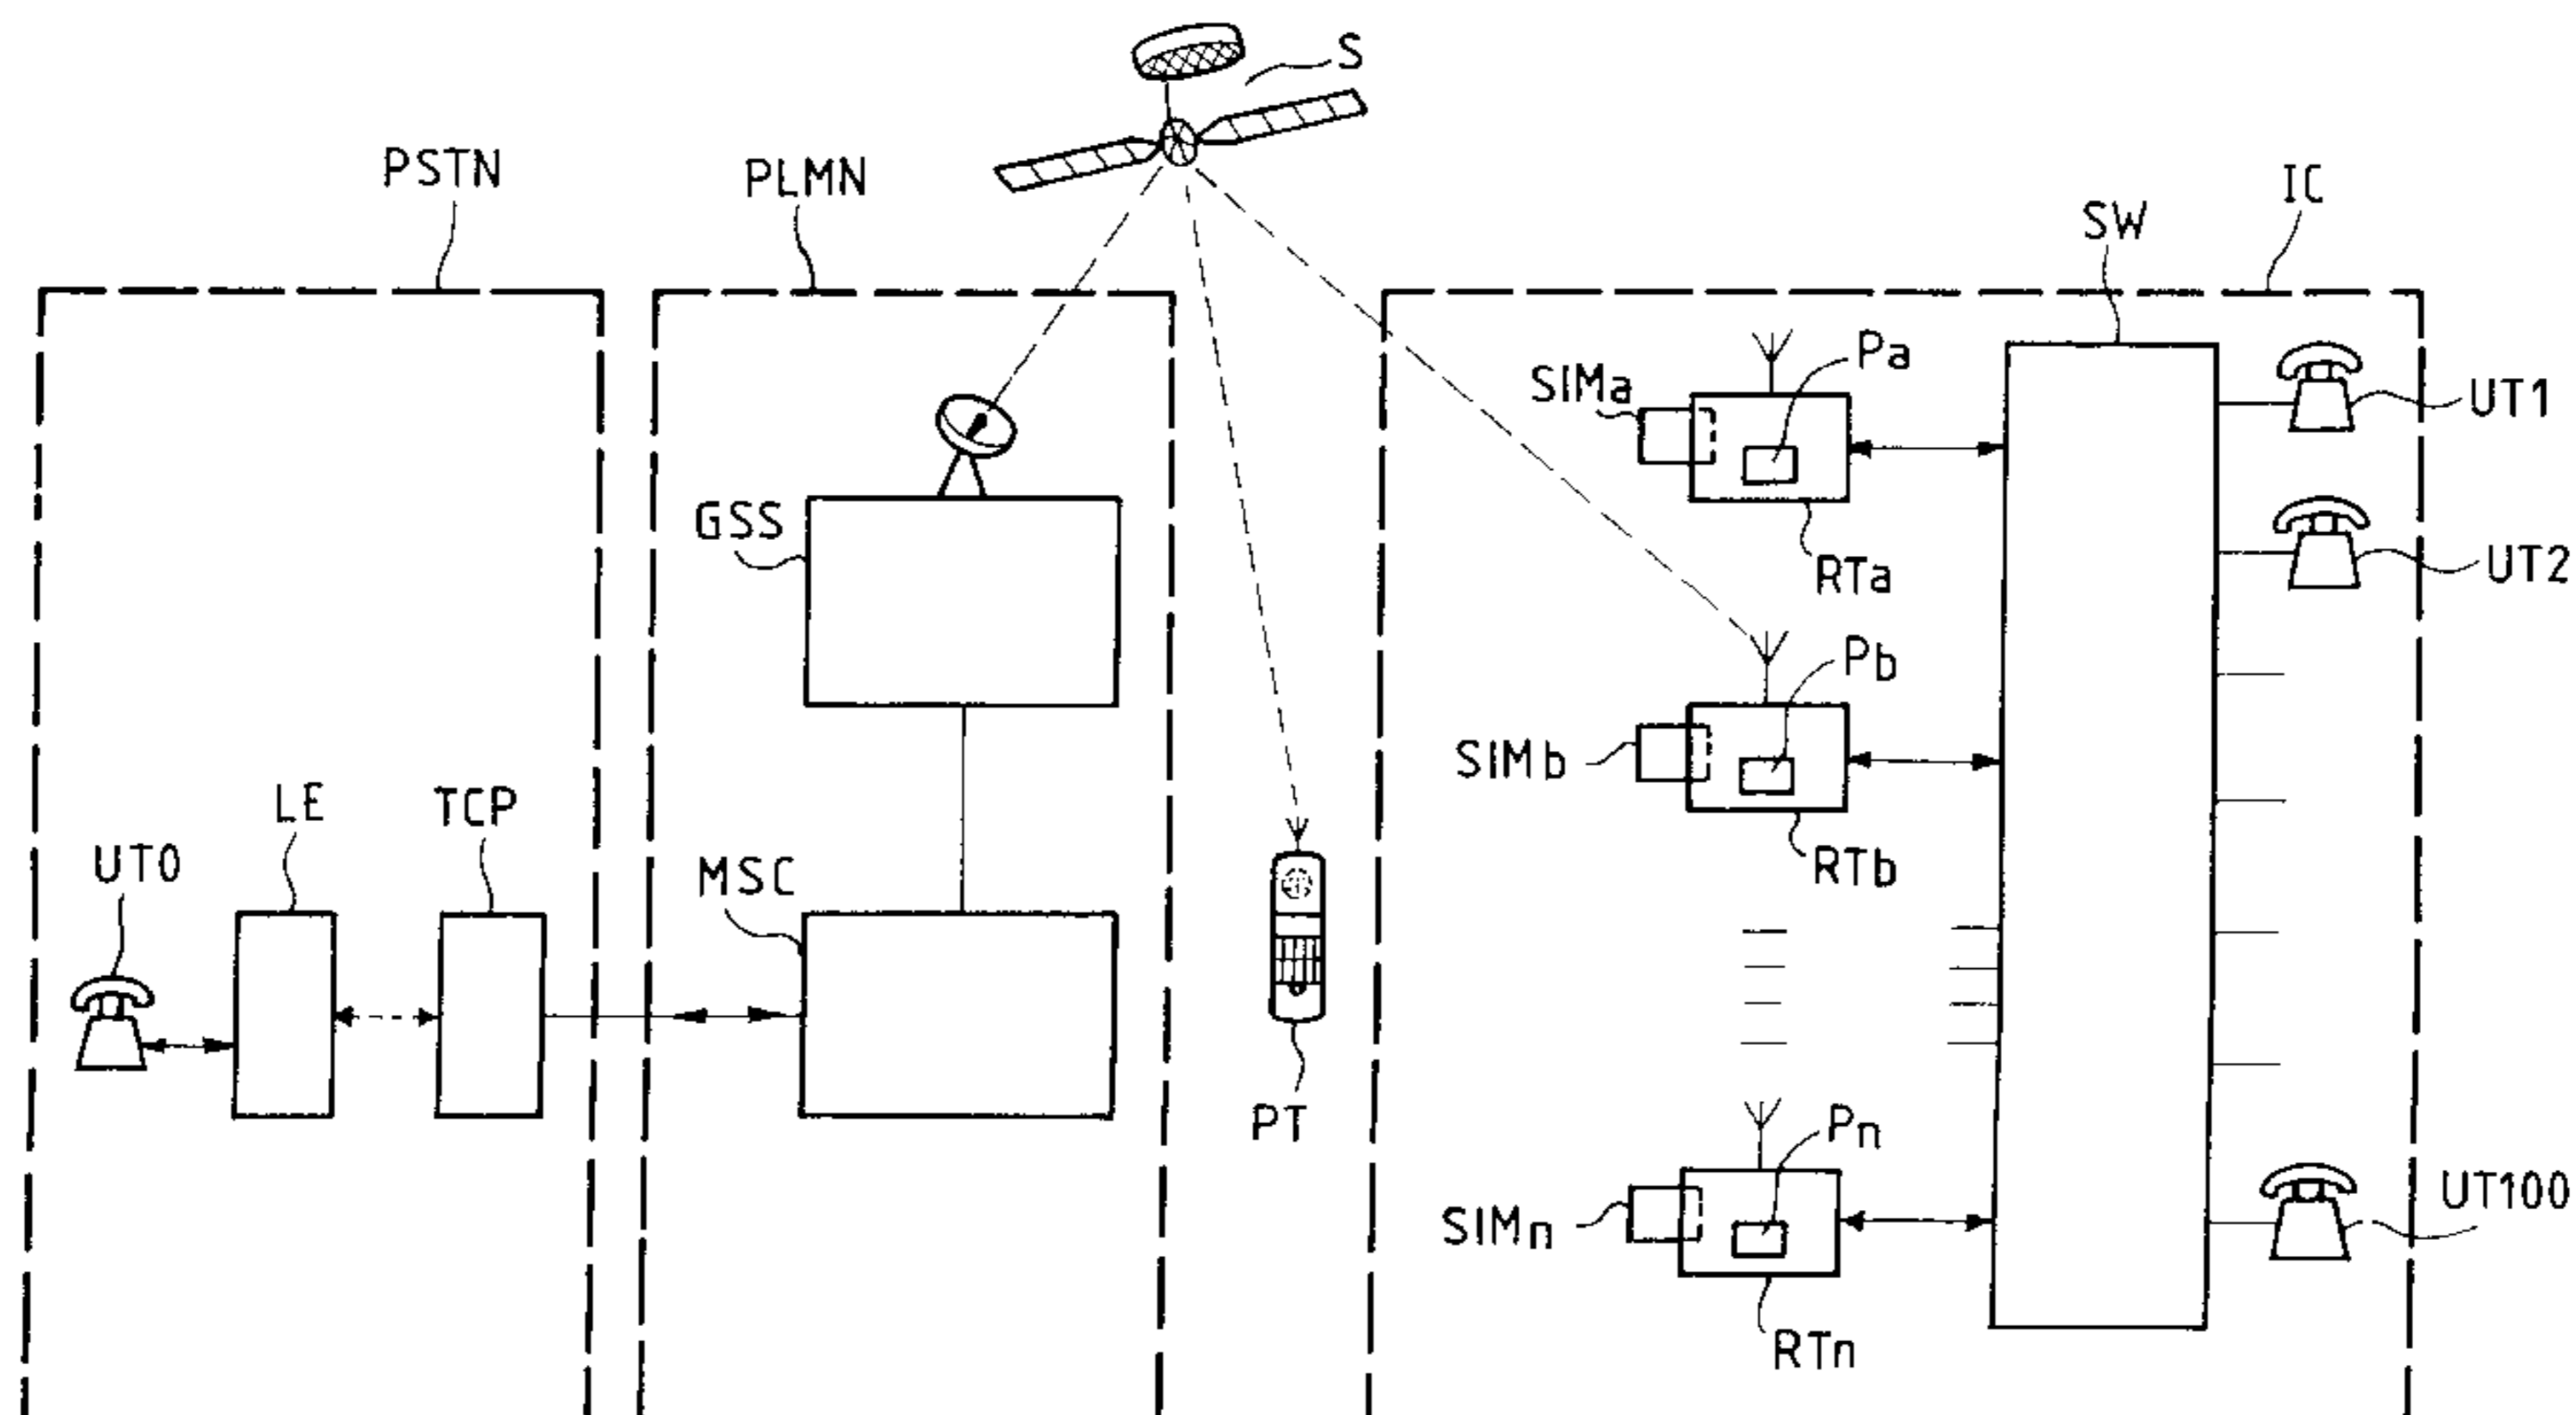 S
PSTN
PLMN
IC
SW
Pa
SIMa
UT1
GSS
RTa
UT2
Pb
SIMb
LE
TCP
UT0
MSC
RTb
PT
Pn
SIMn
UT100
RTn